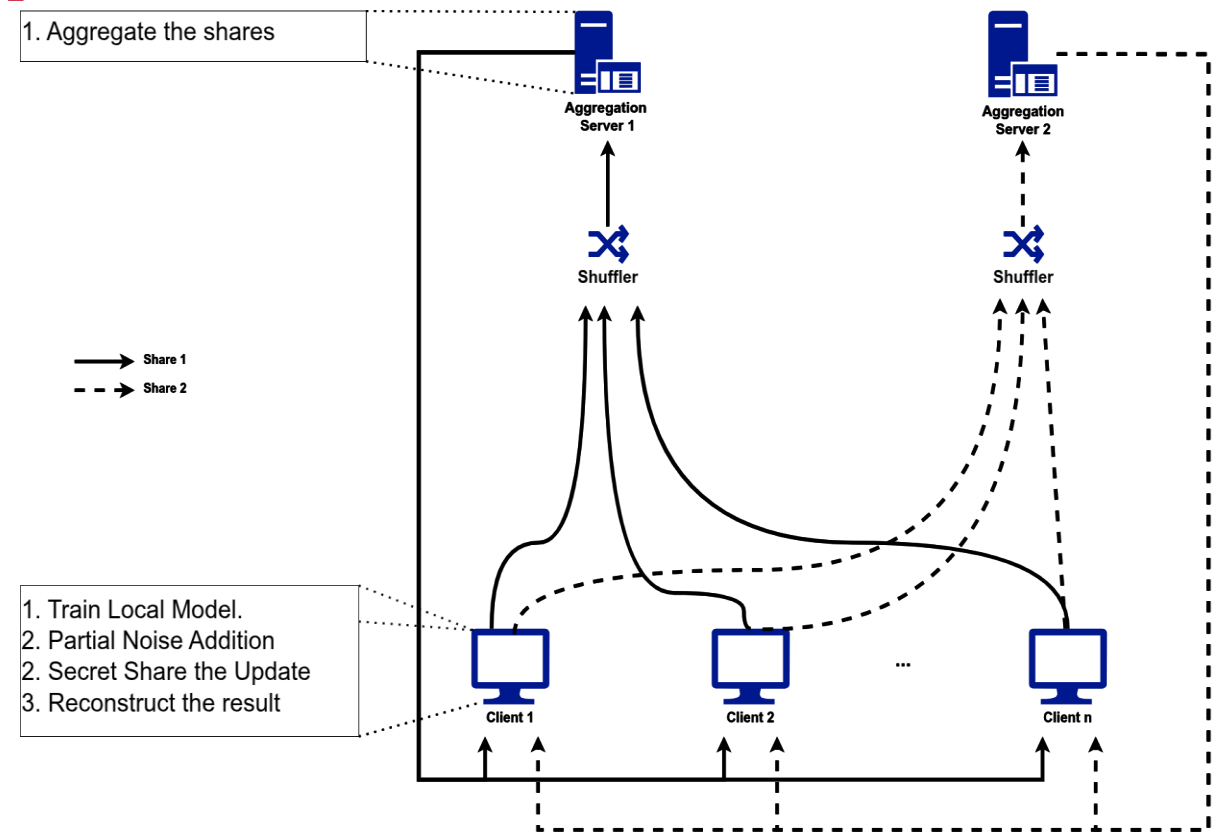 1. Aggregate the shares
Aggregation
Server 1
Aggregation
Server 2
Shuffler
Shuffler
Share 1
Share 2
1. Train Local Model.
2. Partial Noise Addition
2. Secret Share the Update
3. Reconstruct the result
...
Client 1
Client 2
Client n